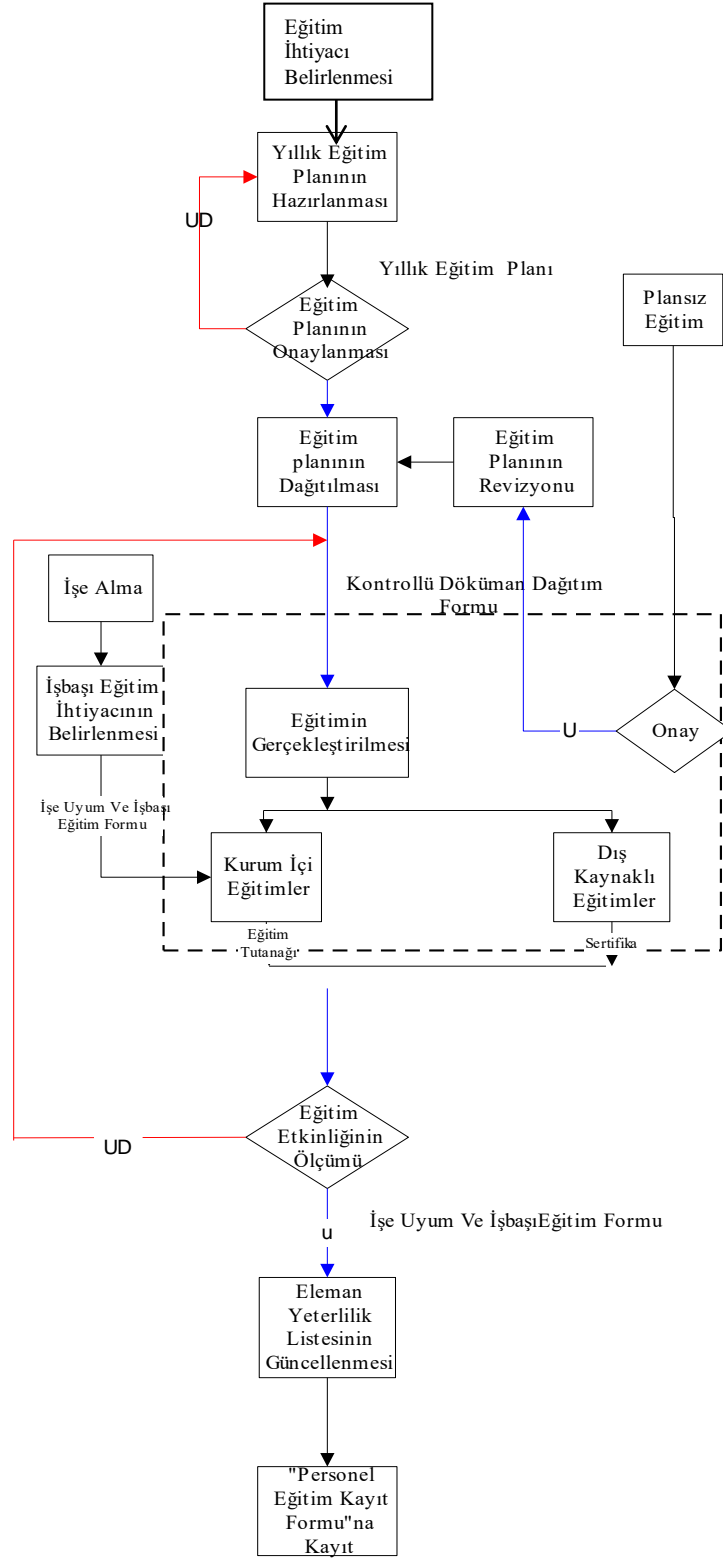 Eğitim
İhtiyacı
Belirlenmesi
Yıllık Eğitim
Planının
Hazırlanması
UD
Yıllık Eğitim Planı
Eğitim
Planının
Onaylanması
Plansız
Eğitim
Eğitim
planının
Dağıtılması
Eğitim
Planının
Revizyonu
İşe Alma
Kontrollü Döküman Dağıtım
Formu
İşbaşı Eğitim
İhtiyacının
Belirlenmesi
Eğitimin
Gerçekleştirilmesi
U
Onay
İşe Uyum Ve İşbaşı
Eğitim Formu
Kurum İçi
Eğitimler
Dış
Kaynaklı
Eğitimler
Eğitim
Tutanağı
Sertifika
Eğitim
Etkinliğinin
Ölçümü
UD
u
İşe Uyum Ve İşbaşıEğitim Formu
Eleman
Yeterlilik
Listesinin
Güncellenmesi
"Personel
Eğitim Kayıt
Formu"na
Kayıt